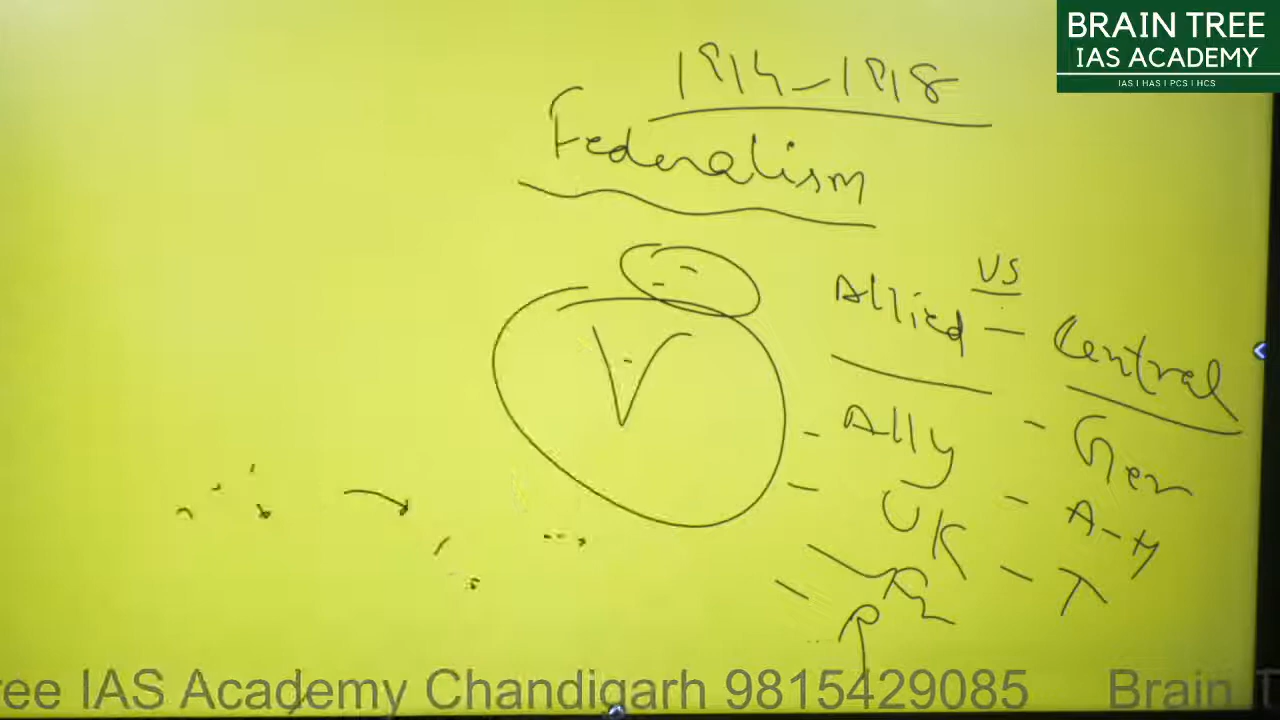 BRAIN TREE
IAS ACADEMY
IAS | HAS | PCS | HCS
1914-1918
Federalism
VS
Allied - Central
V
- Ally - Ger
- UK - A-H
- T
ree IAS Academy Chandigarh 9815429085 Brain T